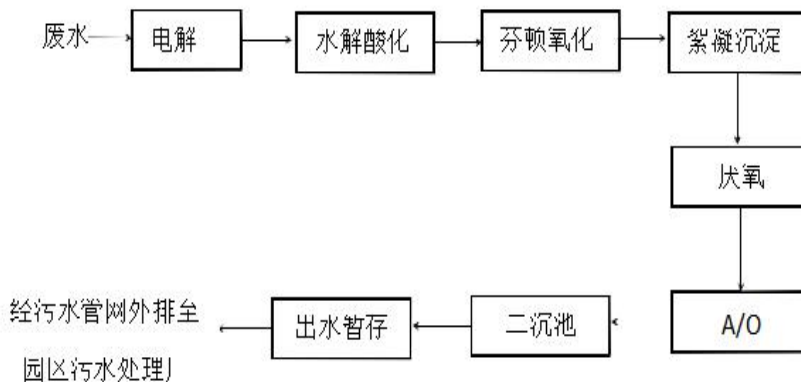 废水
电解
水解酸化
芬顿氧化
絮凝沉淀
厌氧
A/O
二沉池
出水暂存
经污水管网外排至
园区污水处理厂